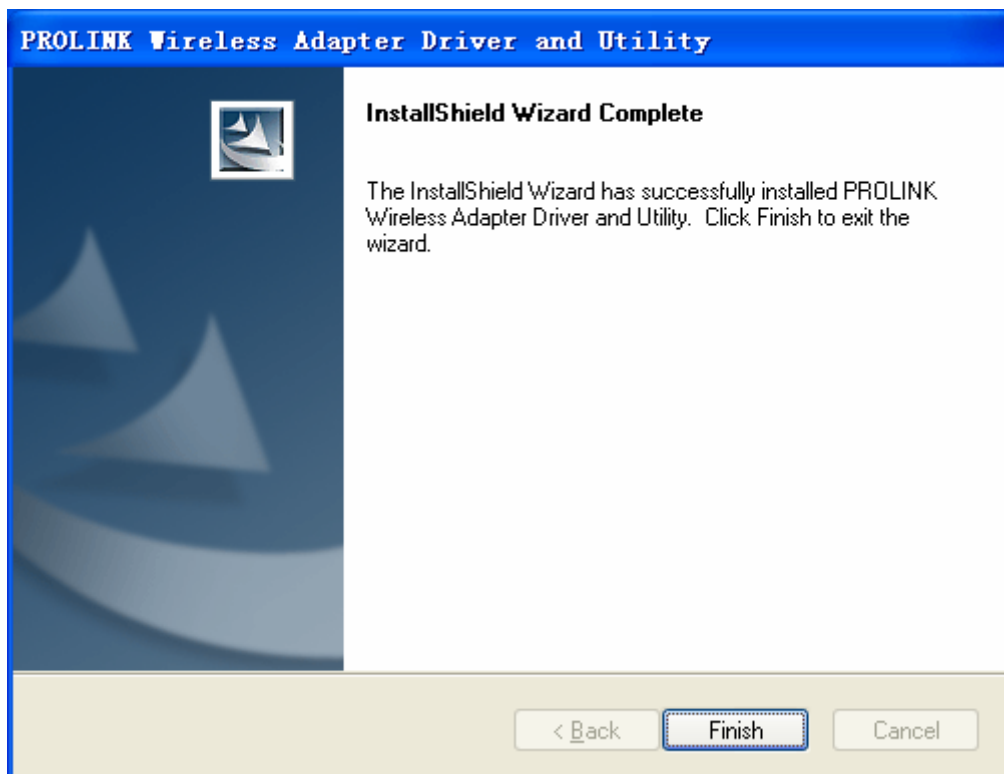 PROLINK Wireless Adapter Driver and Utility
InstallShield Wizard Complete
The InstallShield Wizard has successfully installed PROLINK
Wireless Adapter Driver and Utility.  Click Finish to exit the
wizard.
< Back
Finish
Cancel